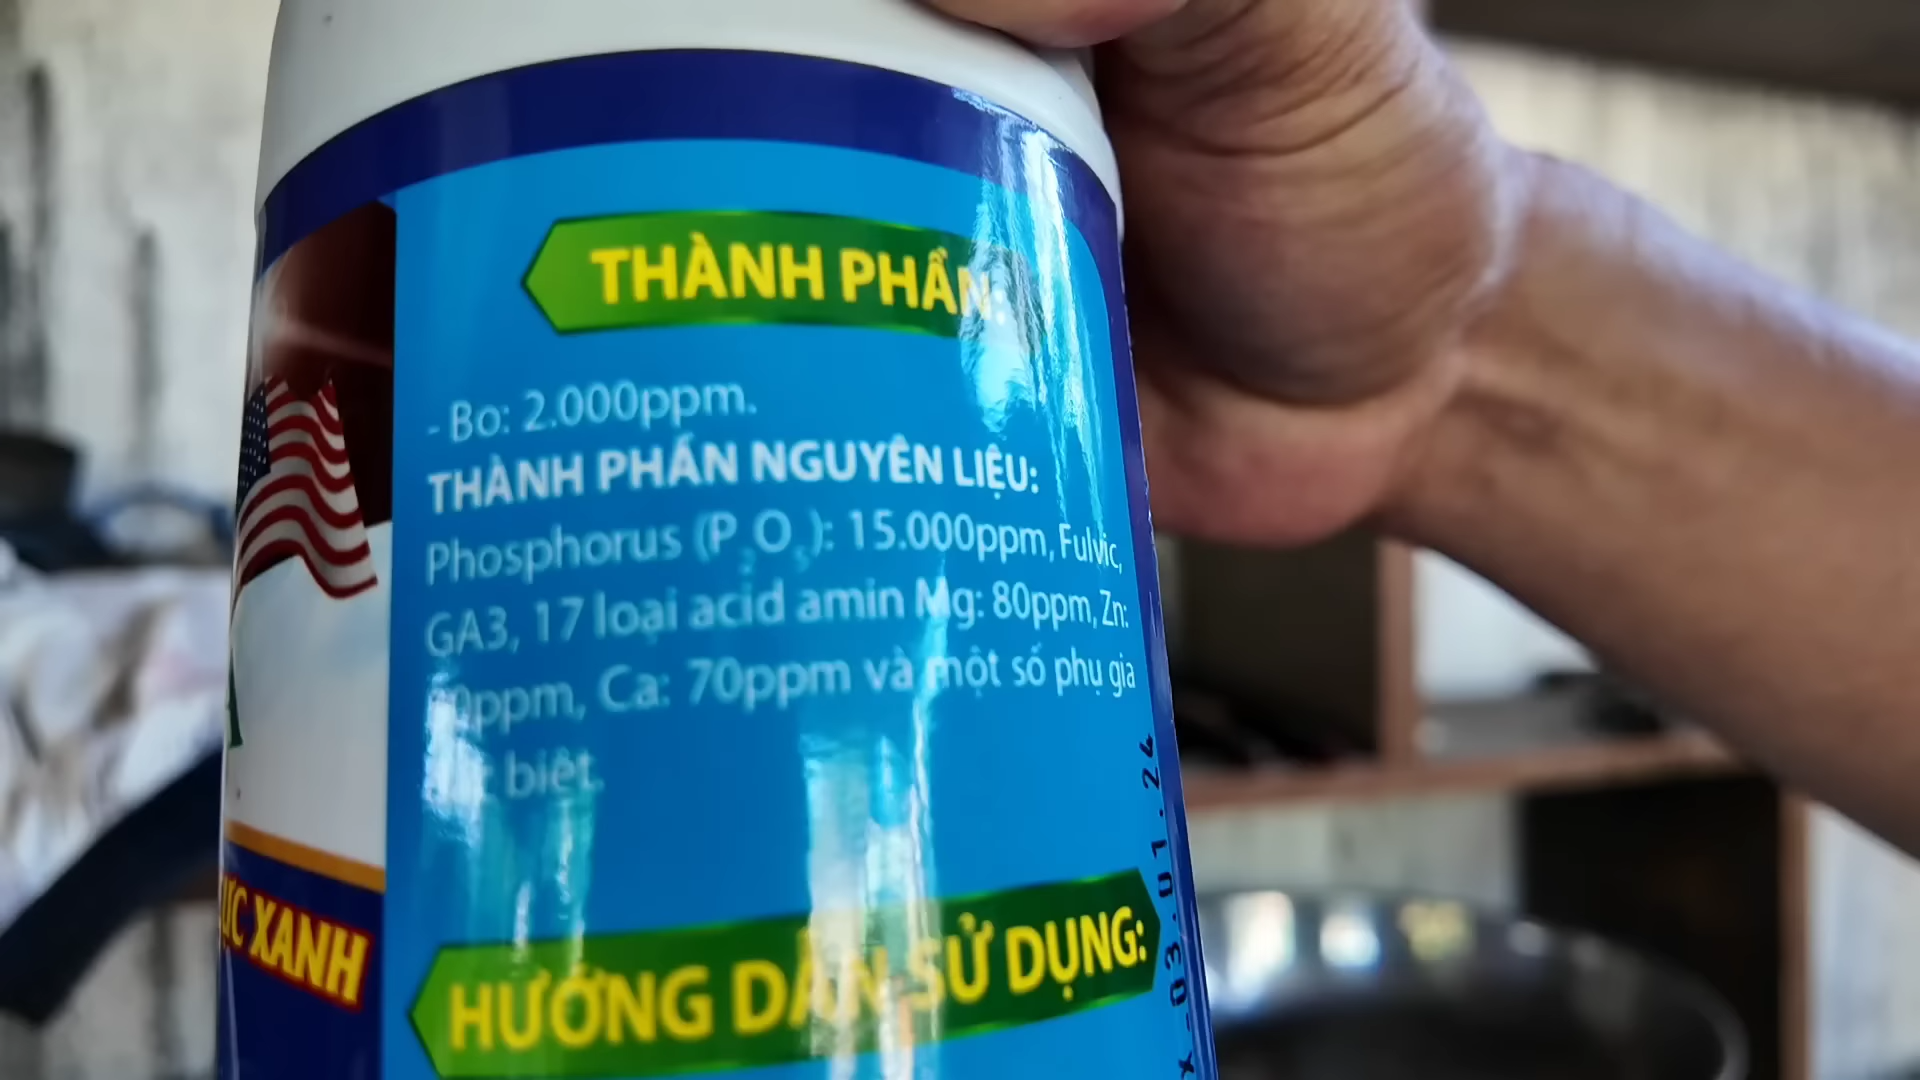 THÀNH PHẦN:
- Bo: 2.000ppm.
THÀNH PHẦN NGUYÊN LIỆU:
Phosphorus (P₂O₅): 15.000ppm, Fulvic,
GA3, 17 loại acid amin Mg: 80ppm, Zn:
ppm, Ca: 70ppm và một số phụ gia
biệt.
HƯỚNG DẪN SỬ DỤNG:
XANH
03.01.24